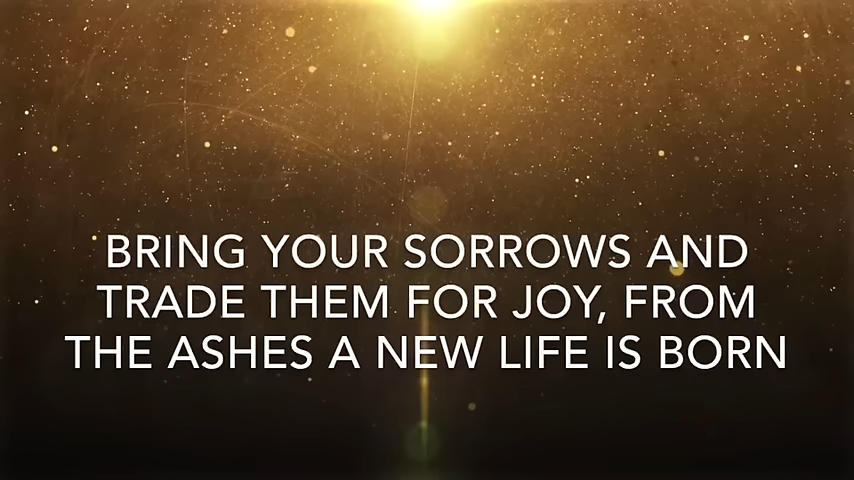 BRING YOUR SORROWS AND
TRADE THEM FOR JOY, FROM
THE ASHES A NEW LIFE IS BORN